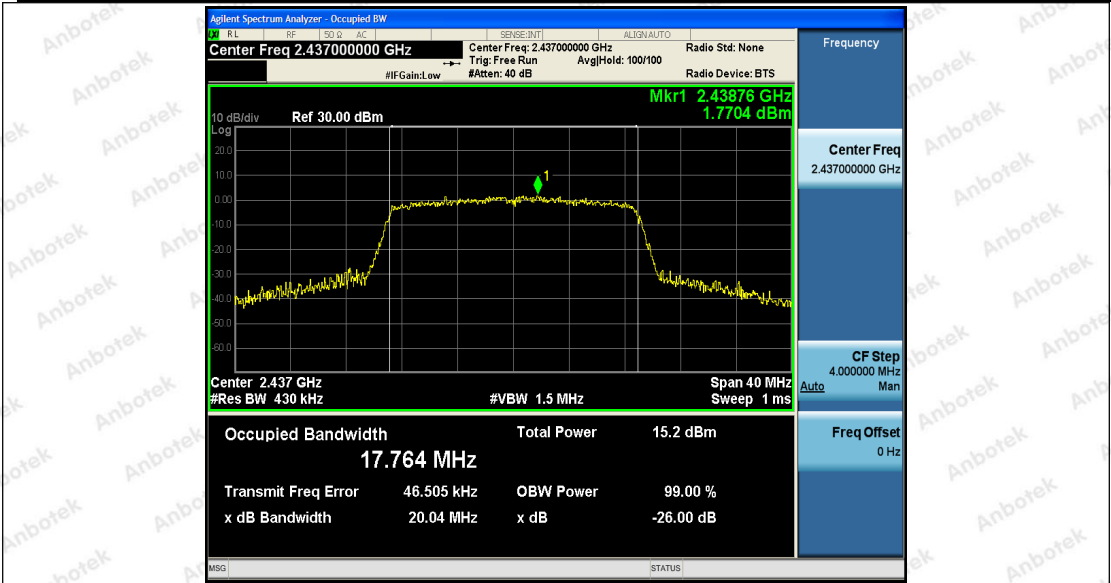 Agilent Spectrum Analyzer - Occupied BW
LXI RL RF 50 Ω AC SENSE:INT ALIGN AUTO
Center Freq 2.437000000 GHz
Center Freq: 2.437000000 GHz Radio Std: None
Trig: Free Run Avg|Hold: 100/100
#IFGain:Low #Atten: 40 dB Radio Device: BTS
Mkr1 2.43876 GHz
1.7704 dBm
10 dB/div Ref 30.00 dBm
Log
20.0
10.0
0.00
-10.0
-20.0
-30.0
-40.0
-50.0
-60.0
1
Center 2.437 GHz Span 40 MHz
#Res BW 430 kHz #VBW 1.5 MHz Sweep 1 ms
Occupied Bandwidth Total Power 15.2 dBm
17.764 MHz
Transmit Freq Error 46.505 kHz OBW Power 99.00 %
x dB Bandwidth 20.04 MHz x dB -26.00 dB
MSG STATUS
Frequency
Center Freq
2.437000000 GHz
CF Step
4.000000 MHz
Auto Man
Freq Offset
0 Hz
Anbotek